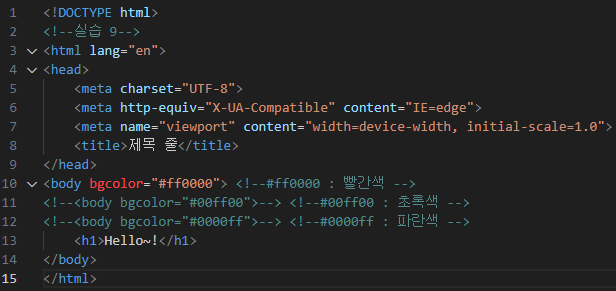 1 <!DOCTYPE html>
2 <!--실습 9-->
3 <html lang="en">
4 <head>
5     <meta charset="UTF-8">
6     <meta http-equiv="X-UA-Compatible" content="IE=edge">
7     <meta name="viewport" content="width=device-width, initial-scale=1.0">
8     <title>제목 줄</title>
9 </head>
10 <body bgcolor="#ff0000"> <!--#ff0000 : 빨간색 -->
11 <!--<body bgcolor="#00ff00">--> <!--#00ff00 : 초록색 -->
12 <!--<body bgcolor="#0000ff">--> <!--#0000ff : 파란색 -->
13     <h1>Hello~!</h1>
14 </body>
15 </html>